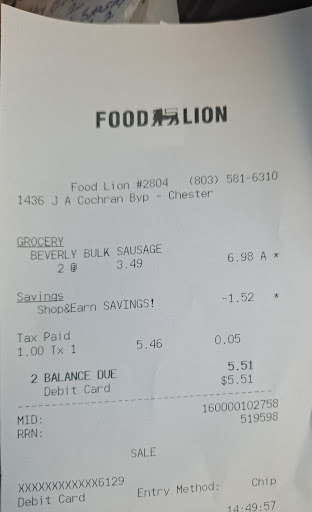 FOOD LION
Food Lion #2804 (803) 581-6310
1436 J A Cochran Byp - Chester
GROCERY
BEVERLY BULK SAUSAGE
2 @ 3.49 6.98 A *
Savings
Shop&Earn SAVINGS! -1.52 *
Tax Paid
1.00 Tx 1 5.46 0.05
2 BALANCE DUE 5.51
Debit Card $5.51
MID: 160000102758
RRN: 519598
SALE
XXXXXXXXXXXX6129
Debit Card Entry Method: Chip
14:49:57